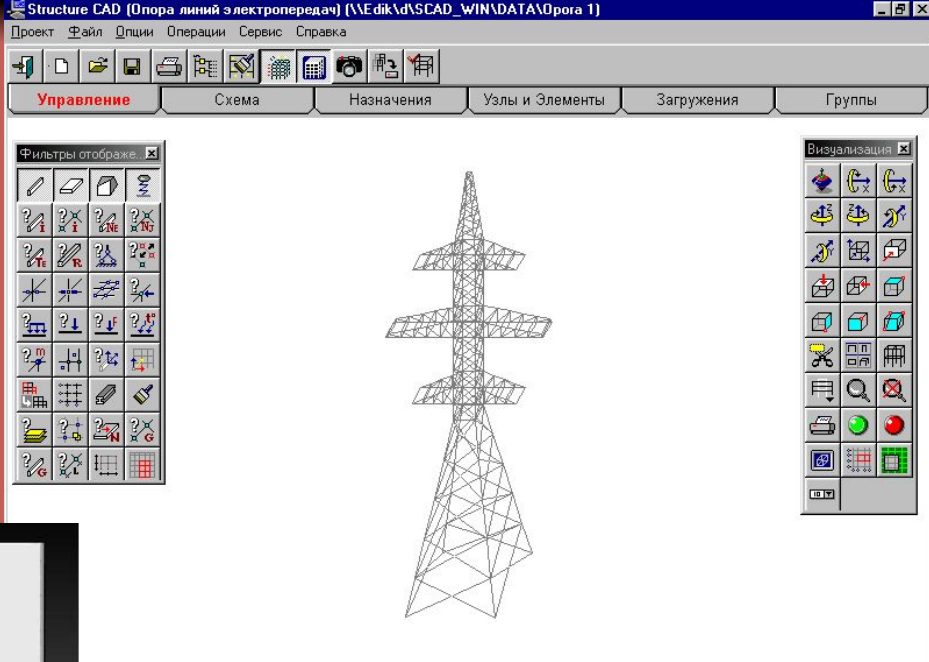 Structure CAD (Опора линий электропередач) (\\Edik\d\SCAD_WIN\DATA\Opora 1)
Проект Файл Опции Операции Сервис Справка
Управление Схема Назначения Узлы и Элементы Загружения Группы
Фильтры отображе...
Визуализация